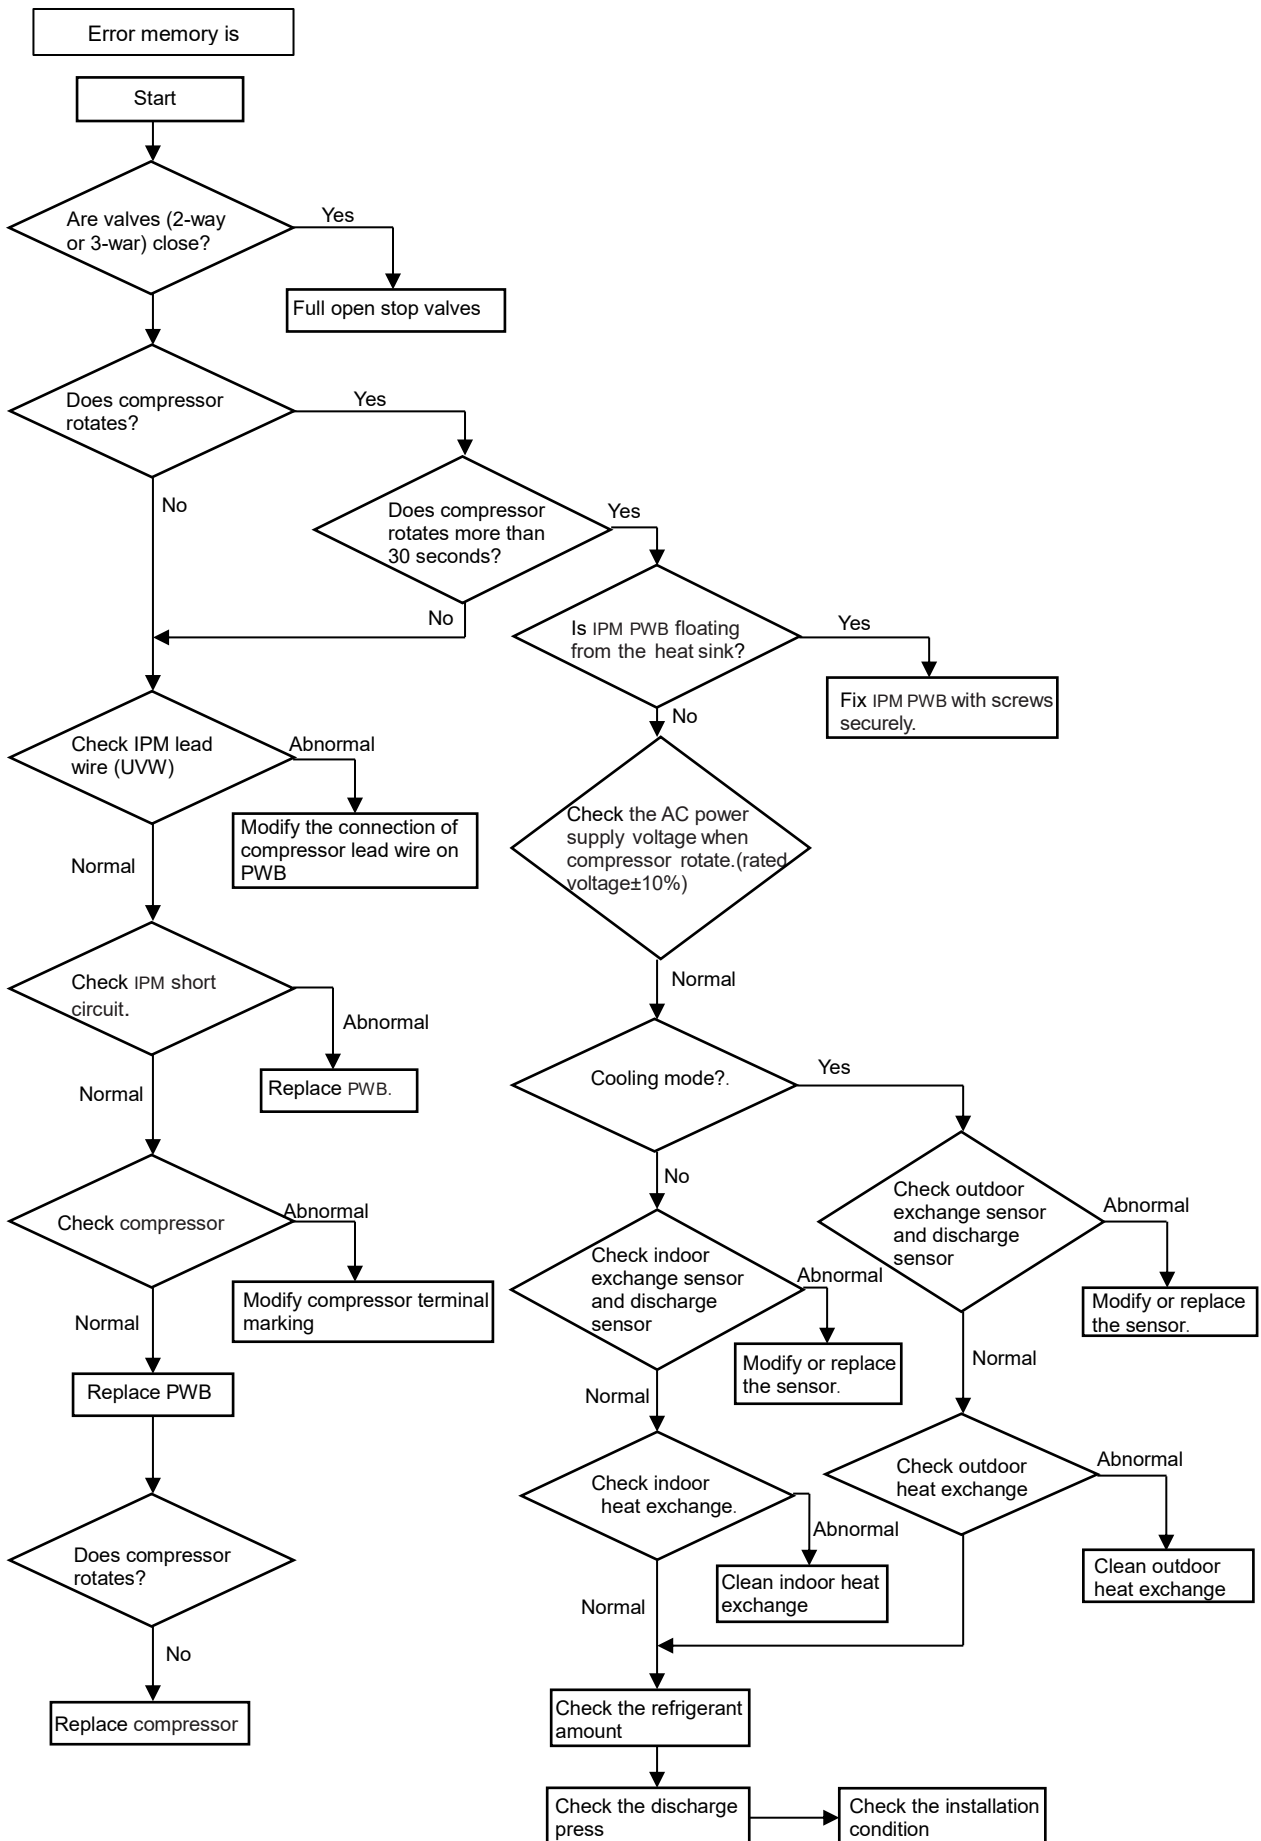 Error memory is
Start
Are valves (2-way
or 3-war) close?
Yes
Full open stop valves
Does compressor
rotates?
Yes
No
Does compressor
rotates more than
30 seconds?
Yes
No
Is IPM PWB floating
from the heat sink?
Yes
Fix IPM PWB with screws
securely.
No
Check IPM lead
wire (UVW)
Abnormal
Modify the connection of
compressor lead wire on
PWB
Normal
Check the AC power
supply voltage when
compressor rotate.(rated
voltage±10%)
Normal
Check IPM short
circuit.
Abnormal
Replace PWB.
Normal
Cooling mode?.
Yes
No
Check compressor
Abnormal
Modify compressor terminal
marking
Normal
Check indoor
exchange sensor
and discharge
sensor
Abnormal
Modify or replace
the sensor.
Normal
Check outdoor
exchange sensor
and discharge
sensor
Abnormal
Modify or replace
the sensor.
Normal
Replace PWB
Check indoor
heat exchange.
Abnormal
Clean indoor heat
exchange
Normal
Check outdoor
heat exchange
Abnormal
Clean outdoor
heat exchange
Does compressor
rotates?
No
Replace compressor
Check the refrigerant
amount
Check the discharge
press
Check the installation
condition